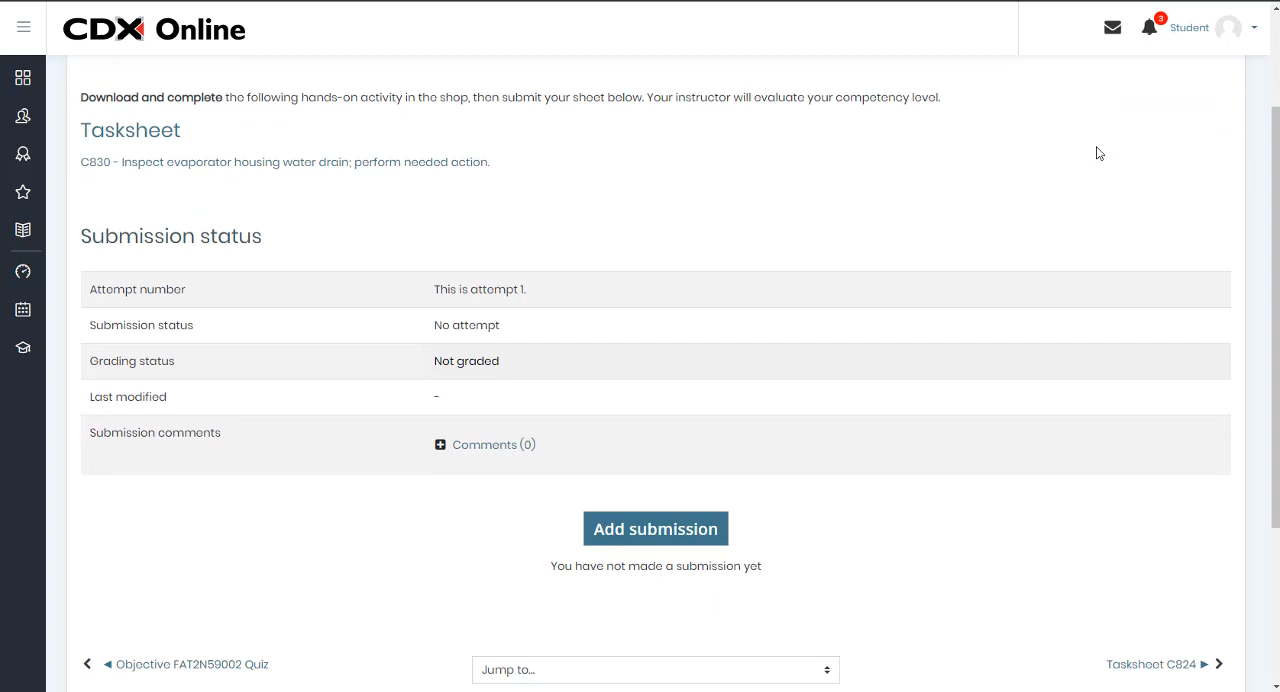 CDX Online
3
Student
Download and complete the following hands-on activity in the shop, then submit your sheet below. Your instructor will evaluate your competency level.
Tasksheet
C830 - Inspect evaporator housing water drain; perform needed action.
Submission status
Attempt number This is attempt 1.
Submission status No attempt
Grading status Not graded
Last modified -
Submission comments
Comments (0)
Add submission
You have not made a submission yet
◄ Objective FAT2N59002 Quiz
Jump to...
Tasksheet C824 ►